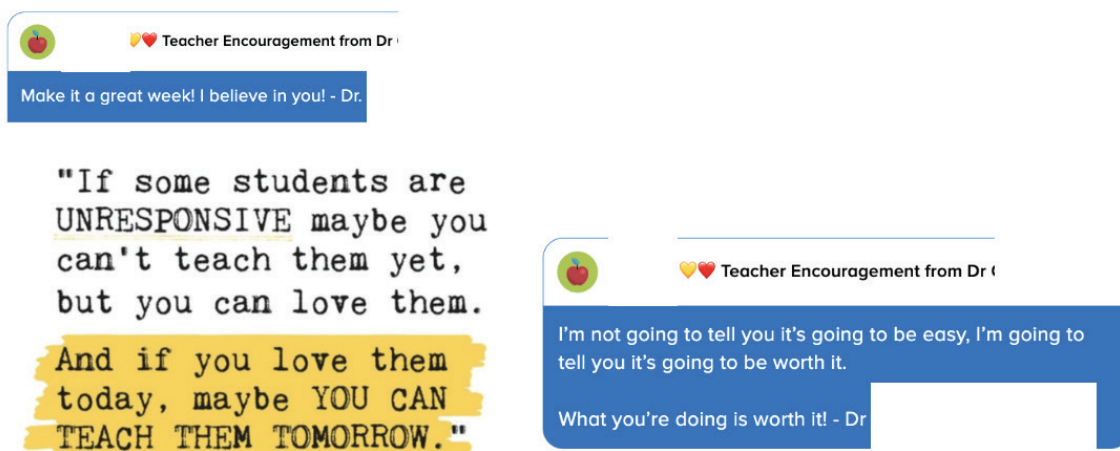 💛❤️ Teacher Encouragement from Dr
Make it a great week! I believe in you! - Dr.
"If some students are
UNRESPONSIVE maybe you
can't teach them yet,
but you can love them.
And if you love them
today, maybe YOU CAN
TEACH THEM TOMORROW."
💛❤️ Teacher Encouragement from Dr
I'm not going to tell you it's going to be easy, I'm going to
tell you it's going to be worth it.
What you're doing is worth it! - Dr